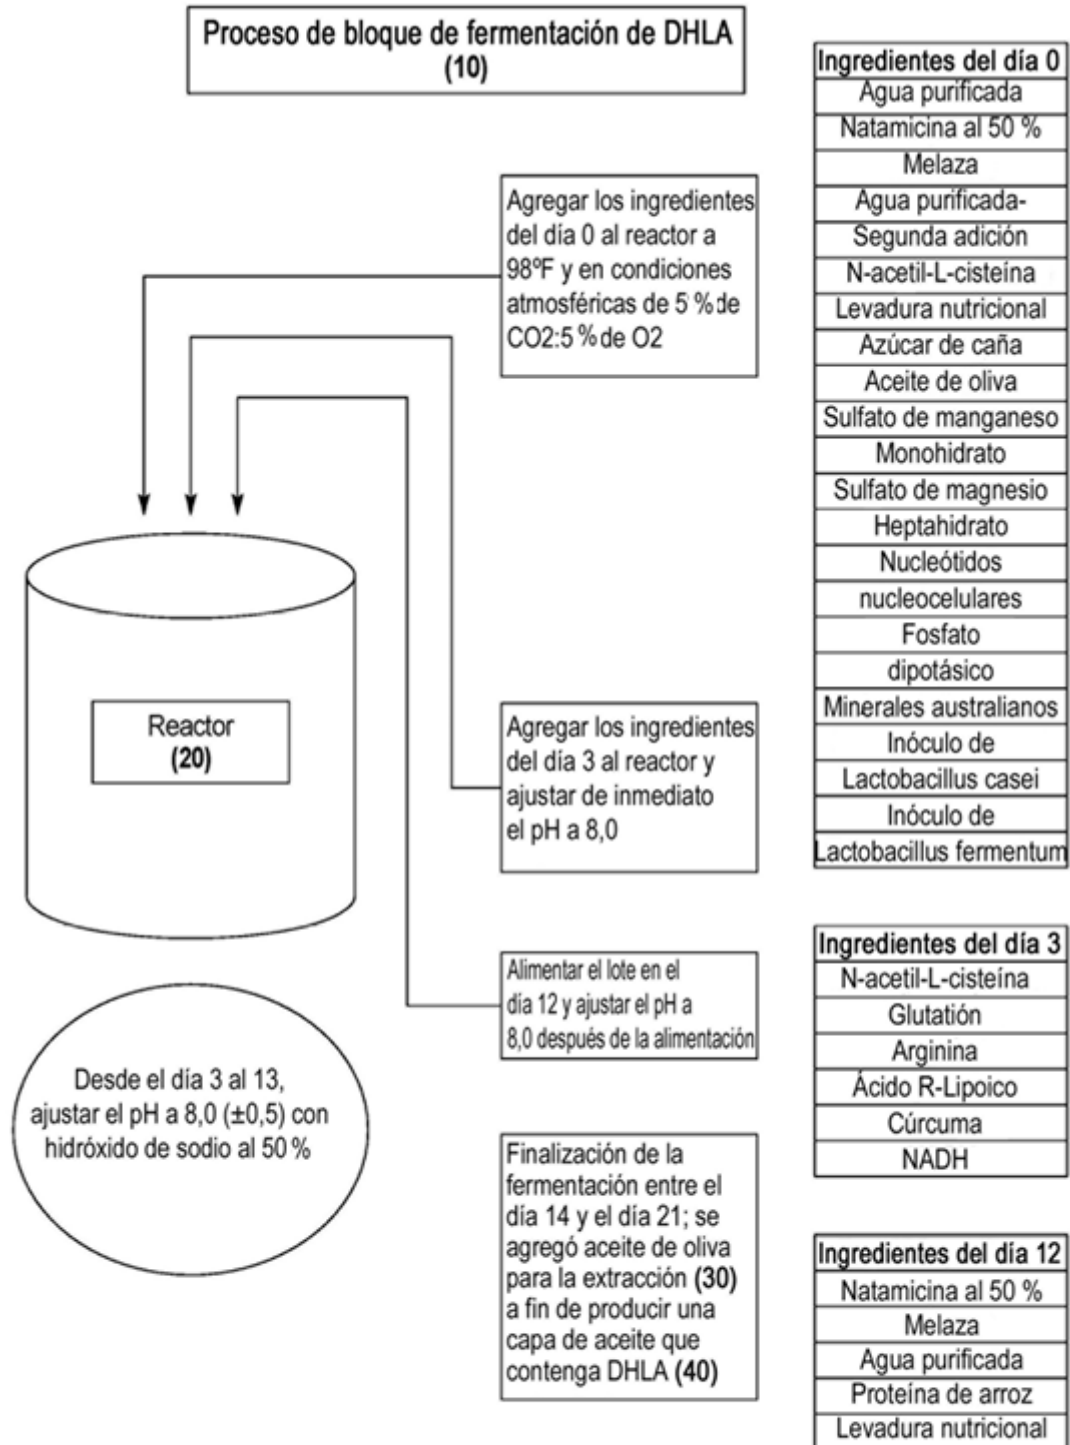 Proceso de bloque de fermentación de DHLA
(10)
Agregar los ingredientes
del día 0 al reactor a
98ºF y en condiciones
atmosféricas de 5 % de
CO2:5 % de O2
Reactor
(20)
Agregar los ingredientes
del día 3 al reactor y
ajustar de inmediato
el pH a 8,0
Alimentar el lote en el
día 12 y ajustar el pH a
8,0 después de la alimentación
Desde el día 3 al 13,
ajustar el pH a 8,0 (±0,5) con
hidróxido de sodio al 50 %
Finalización de la
fermentación entre el
día 14 y el día 21; se
agregó aceite de oliva
para la extracción (30)
a fin de producir una
capa de aceite que
contenga DHLA (40)
Ingredientes del día 0
Agua purificada
Natamicina al 50 %
Melaza
Agua purificada-
Segunda adición
N-acetil-L-cisteína
Levadura nutricional
Azúcar de caña
Aceite de oliva
Sulfato de manganeso
Monohidrato
Sulfato de magnesio
Heptahidrato
Nucleótidos
nucleocelulares
Fosfato
dipotásico
Minerales australianos
Inóculo de
Lactobacillus casei
Inóculo de
Lactobacillus fermentum
Ingredientes del día 3
N-acetil-L-cisteína
Glutatión
Arginina
Ácido R-Lipoico
Cúrcuma
NADH
Ingredientes del día 12
Natamicina al 50 %
Melaza
Agua purificada
Proteína de arroz
Levadura nutricional